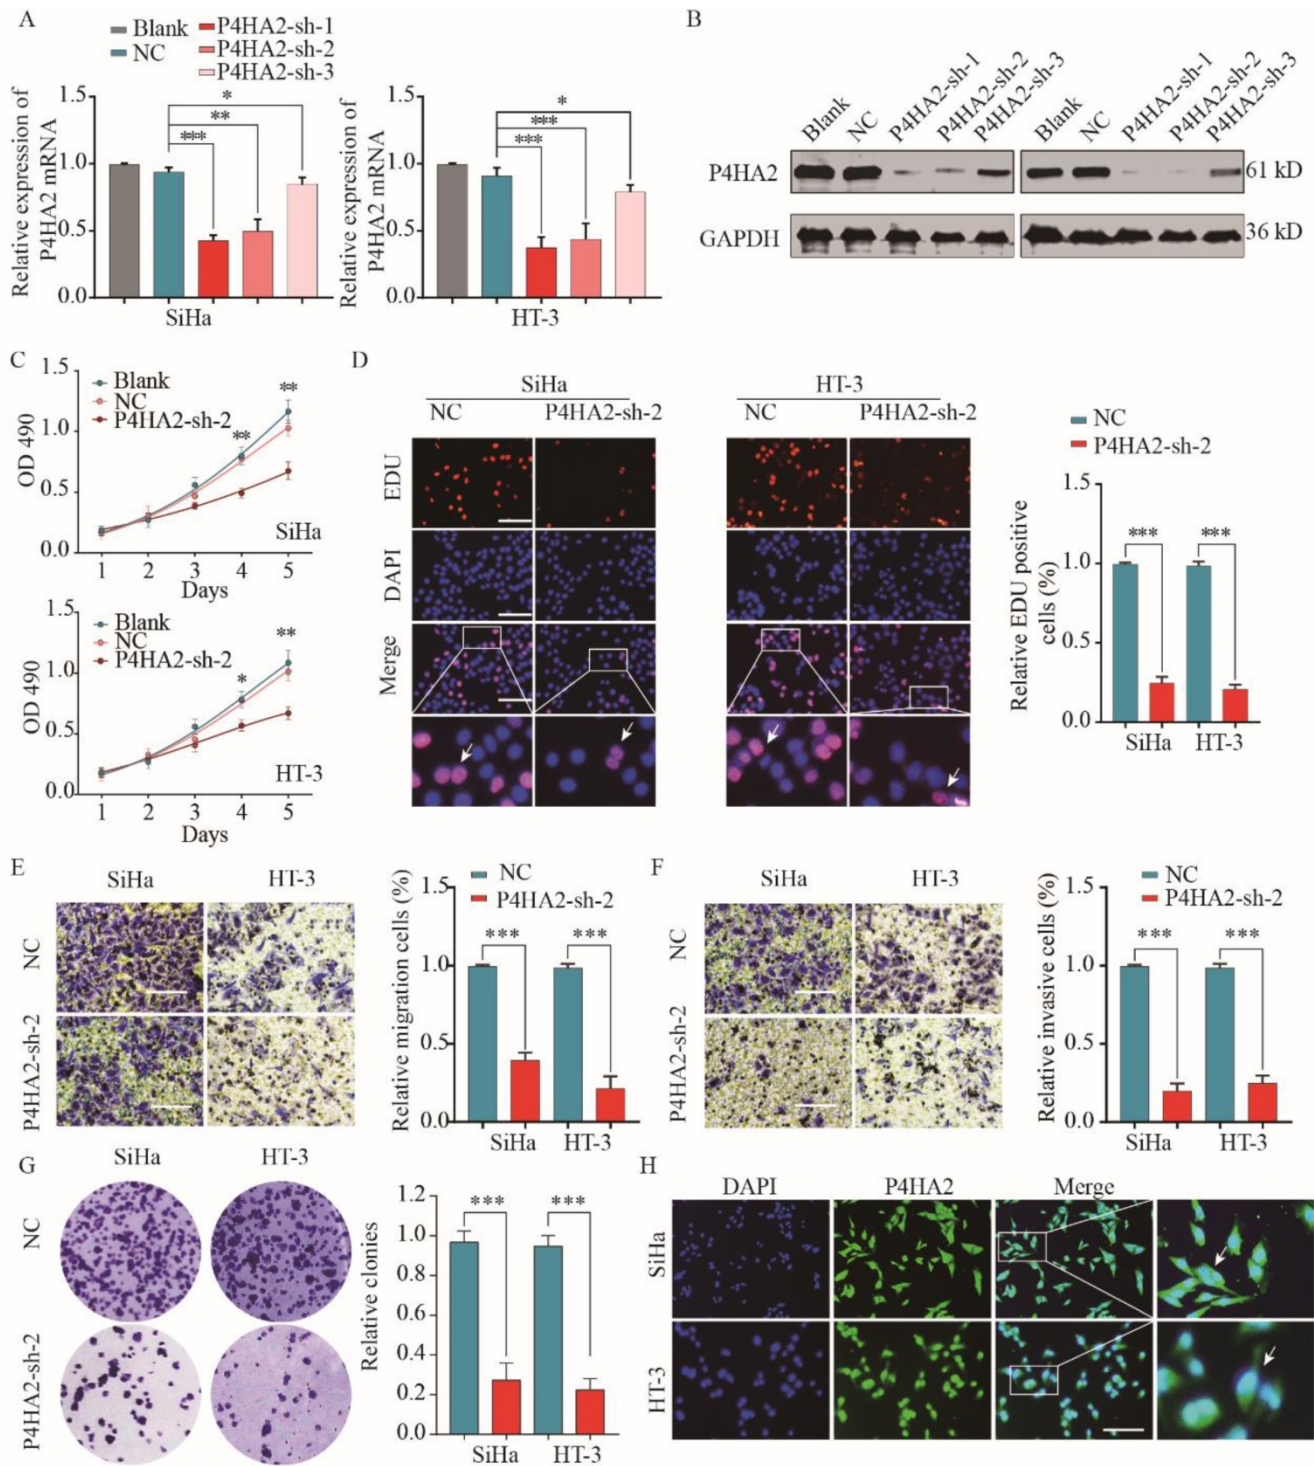 A
Blank
NC
P4HA2-sh-1
P4HA2-sh-2
P4HA2-sh-3
Relative expression of
P4HA2 mRNA
1.5
1.0
0.5
0.0
*
**
***
SiHa
Relative expression of
P4HA2 mRNA
1.5
1.0
0.5
0.0
*
***
***
HT-3
B
Blank
NC
P4HA2-sh-1
P4HA2-sh-2
P4HA2-sh-3
Blank
NC
P4HA2-sh-1
P4HA2-sh-2
P4HA2-sh-3
P4HA2
61 kD
GAPDH
36 kD
C
OD 490
1.5
1.0
0.5
0.0
Blank
NC
P4HA2-sh-2
**
**
SiHa
1 2 3 4 5
Days
OD 490
1.5
1.0
0.5
0.0
Blank
NC
P4HA2-sh-2
*
**
HT-3
1 2 3 4 5
Days
D
SiHa
HT-3
NC P4HA2-sh-2
NC P4HA2-sh-2
EDU
DAPI
Merge
NC
P4HA2-sh-2
Relative EDU positive
cells (%)
1.5
1.0
0.5
0.0
*** ***
SiHa HT-3
E
SiHa HT-3
NC
P4HA2-sh-2
NC
P4HA2-sh-2
Relative migration cells (%)
1.5
1.0
0.5
0.0
*** ***
SiHa HT-3
F
SiHa HT-3
NC
P4HA2-sh-2
NC
P4HA2-sh-2
Relative invasive cells (%)
1.5
1.0
0.5
0.0
*** ***
SiHa HT-3
G
SiHa HT-3
NC
P4HA2-sh-2
Relative clonies
1.2
1.0
0.8
0.6
0.4
0.2
0.0
*** ***
SiHa HT-3
H
DAPI P4HA2 Merge
SiHa
HT-3